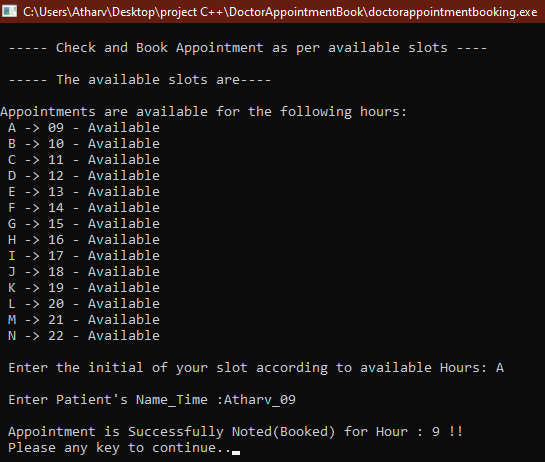 C:\Users\Atharv\Desktop\project C++\DoctorAppointmentBook\doctorappointmentbooking.exe
----- Check and Book Appointment as per available slots ----
----- The available slots are----
Appointments are available for the following hours:
A -> 09 - Available
B -> 10 - Available
C -> 11 - Available
D -> 12 - Available
E -> 13 - Available
F -> 14 - Available
G -> 15 - Available
H -> 16 - Available
I -> 17 - Available
J -> 18 - Available
K -> 19 - Available
L -> 20 - Available
M -> 21 - Available
N -> 22 - Available
Enter the initial of your slot according to available Hours: A
Enter Patient's Name_Time :Atharv_09
Appointment is Successfully Noted(Booked) for Hour : 9 !!
Please any key to continue..